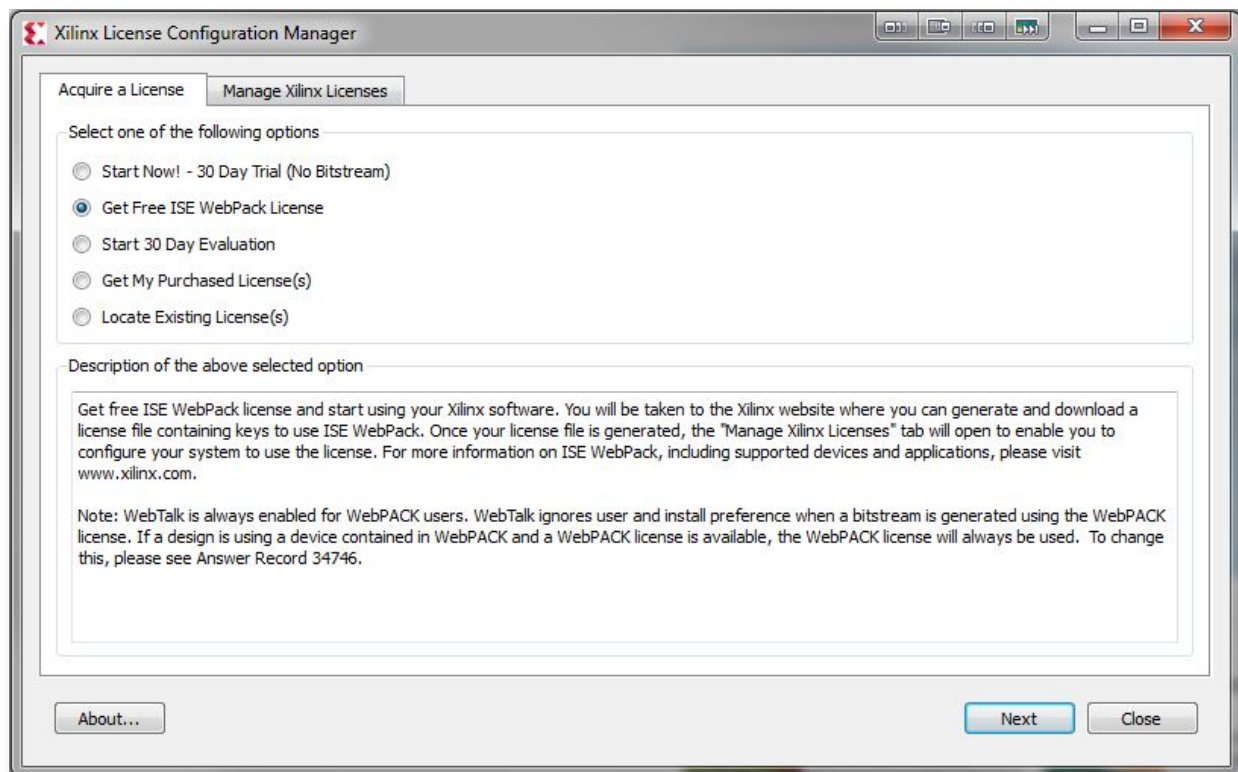 Xilinx License Configuration Manager
Acquire a License
Manage Xilinx Licenses
Select one of the following options
Start Now! - 30 Day Trial (No Bitstream)
Get Free ISE WebPack License
Start 30 Day Evaluation
Get My Purchased License(s)
Locate Existing License(s)
Description of the above selected option
Get free ISE WebPack license and start using your Xilinx software. You will be taken to the Xilinx website where you can generate and download a
license file containing keys to use ISE WebPack. Once your license file is generated, the "Manage Xilinx Licenses" tab will open to enable you to
configure your system to use the license. For more information on ISE WebPack, including supported devices and applications, please visit
www.xilinx.com.
Note: WebTalk is always enabled for WebPACK users. WebTalk ignores user and install preference when a bitstream is generated using the WebPACK
license. If a design is using a device contained in WebPACK and a WebPACK license is available, the WebPACK license will always be used. To change
this, please see Answer Record 34746.
About...
Next
Close